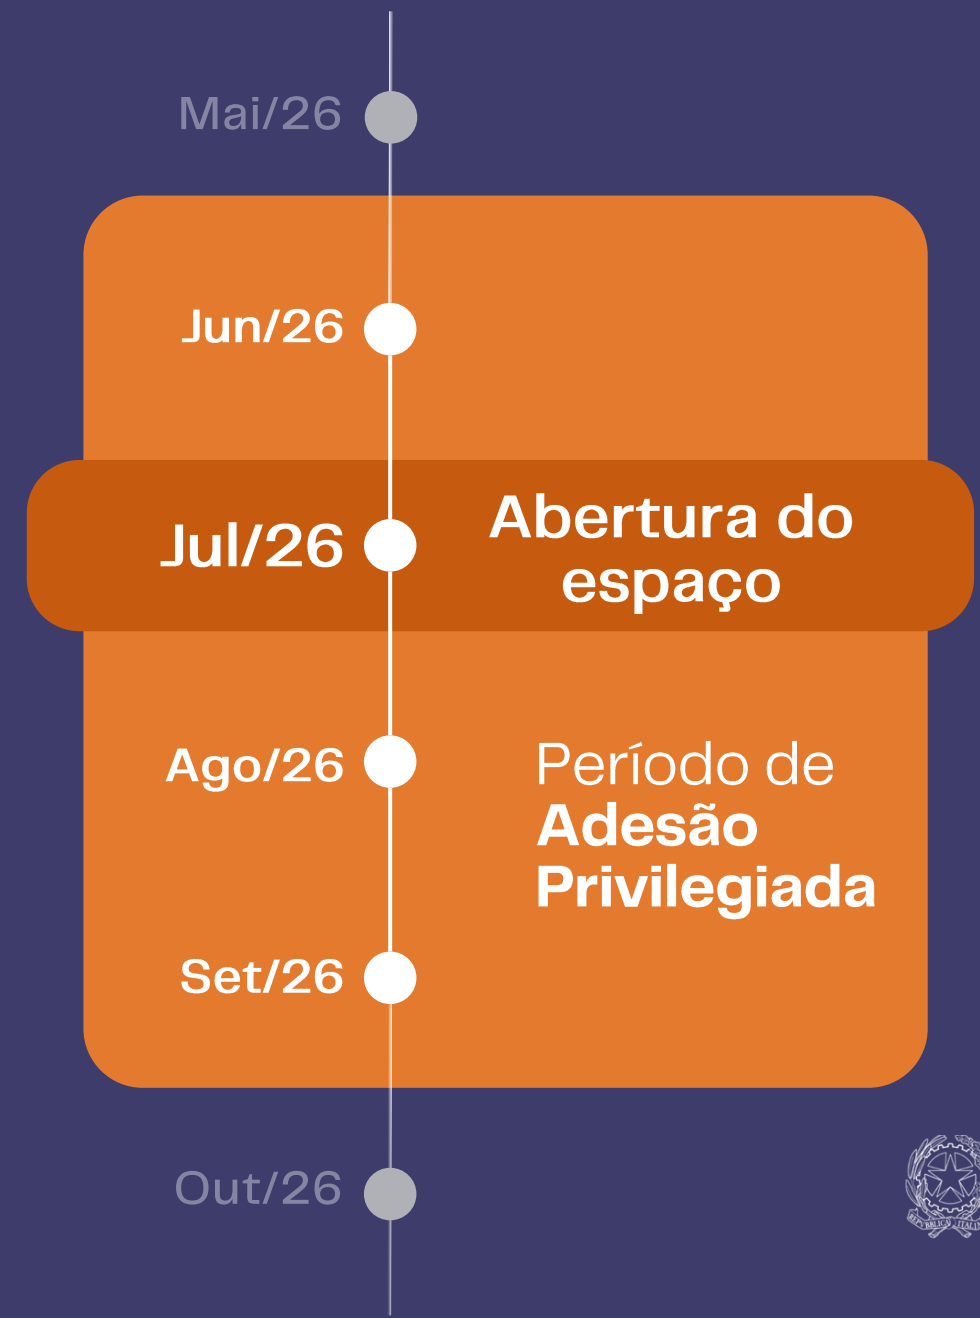 Mai/26
Jun/26
Jul/26
Abertura do
espaço
Ago/26
Período de
Adesão
Privilegiada
Set/26
Out/26